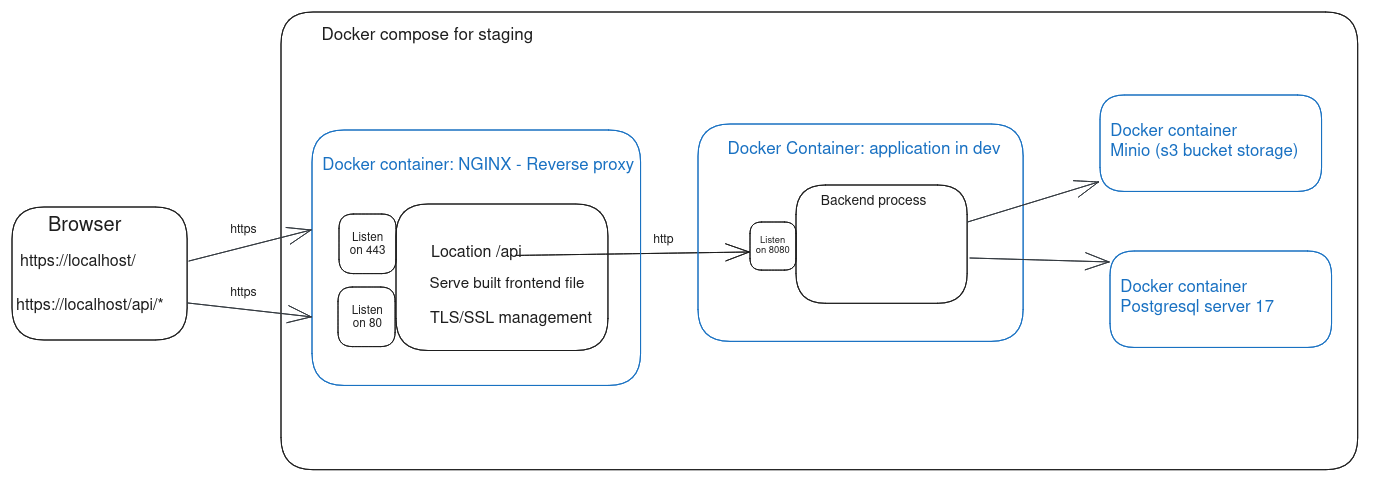 Docker compose for staging
Docker container: NGINX - Reverse proxy
Docker Container: application in dev
Docker container
Minio (s3 bucket storage)
Browser
https://localhost/
https://localhost/api/*
https
https
Listen
on 443
Listen
on 80
Location /api
Serve built frontend file
TLS/SSL management
http
Listen
on 8080
Backend process
Docker container
Postgresql server 17